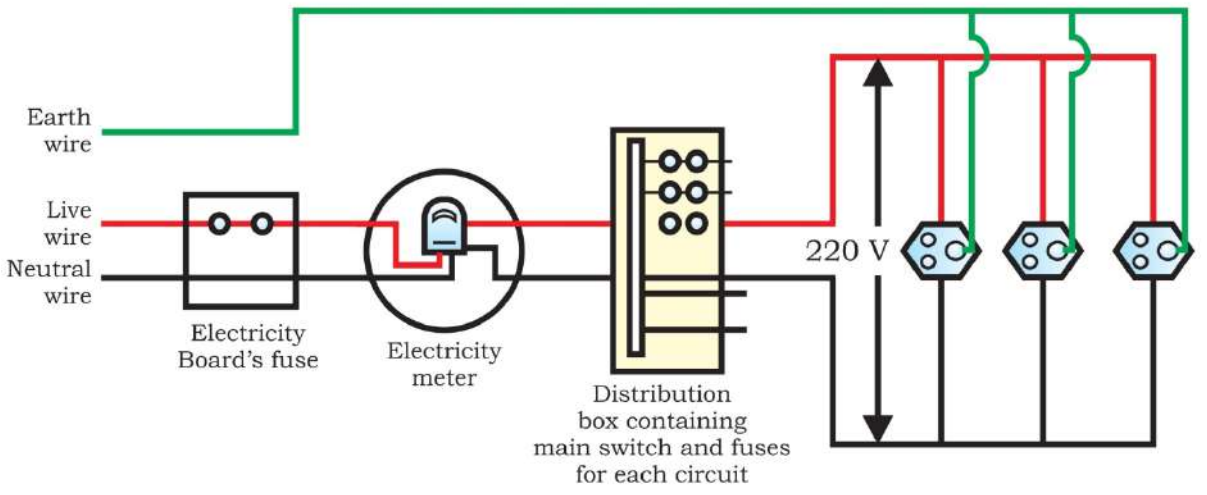 Earth
wire
Live
wire
Neutral
wire
Electricity
Board's fuse
Electricity
meter
Distribution
box containing
main switch and fuses
for each circuit
220 V